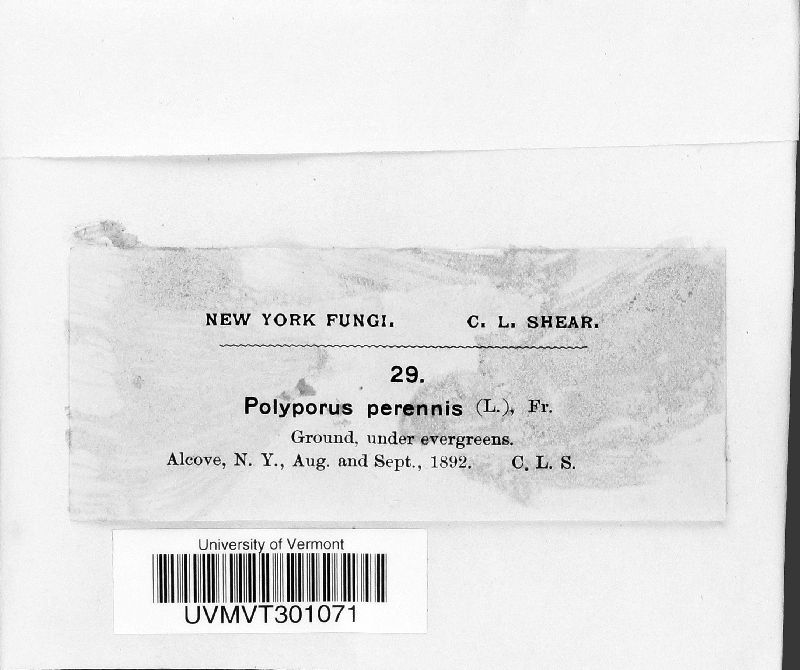 NEW YORK FUNGI. C. L. SHEAR.
29.
Polyporus perennis (L.), Fr.
Ground, under evergreens.
Alcove, N. Y., Aug. and Sept., 1892. C. L. S.
University of Vermont
UVMVT301071